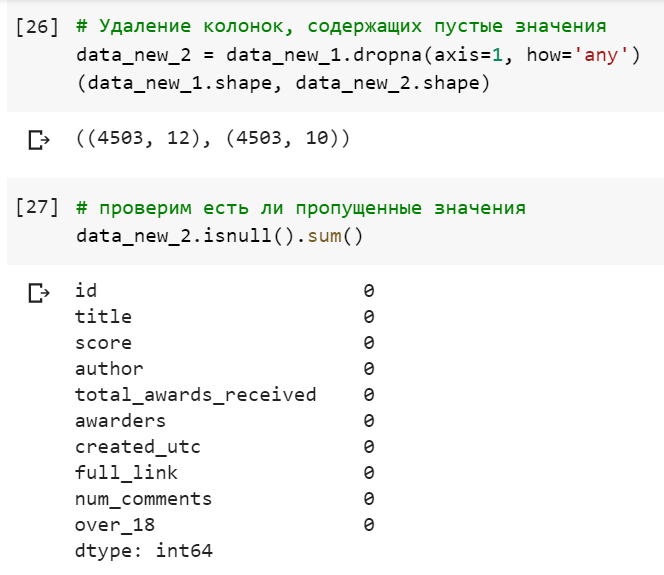 [26] # Удаление колонок, содержащих пустые значения
data_new_2 = data_new_1.dropna(axis=1, how='any')
(data_new_1.shape, data_new_2.shape)
((4503, 12), (4503, 10))
[27] # проверим есть ли пропущенные значения
data_new_2.isnull().sum()
id 0
title 0
score 0
author 0
total_awards_received 0
awarders 0
created_utc 0
full_link 0
num_comments 0
over_18 0
dtype: int64